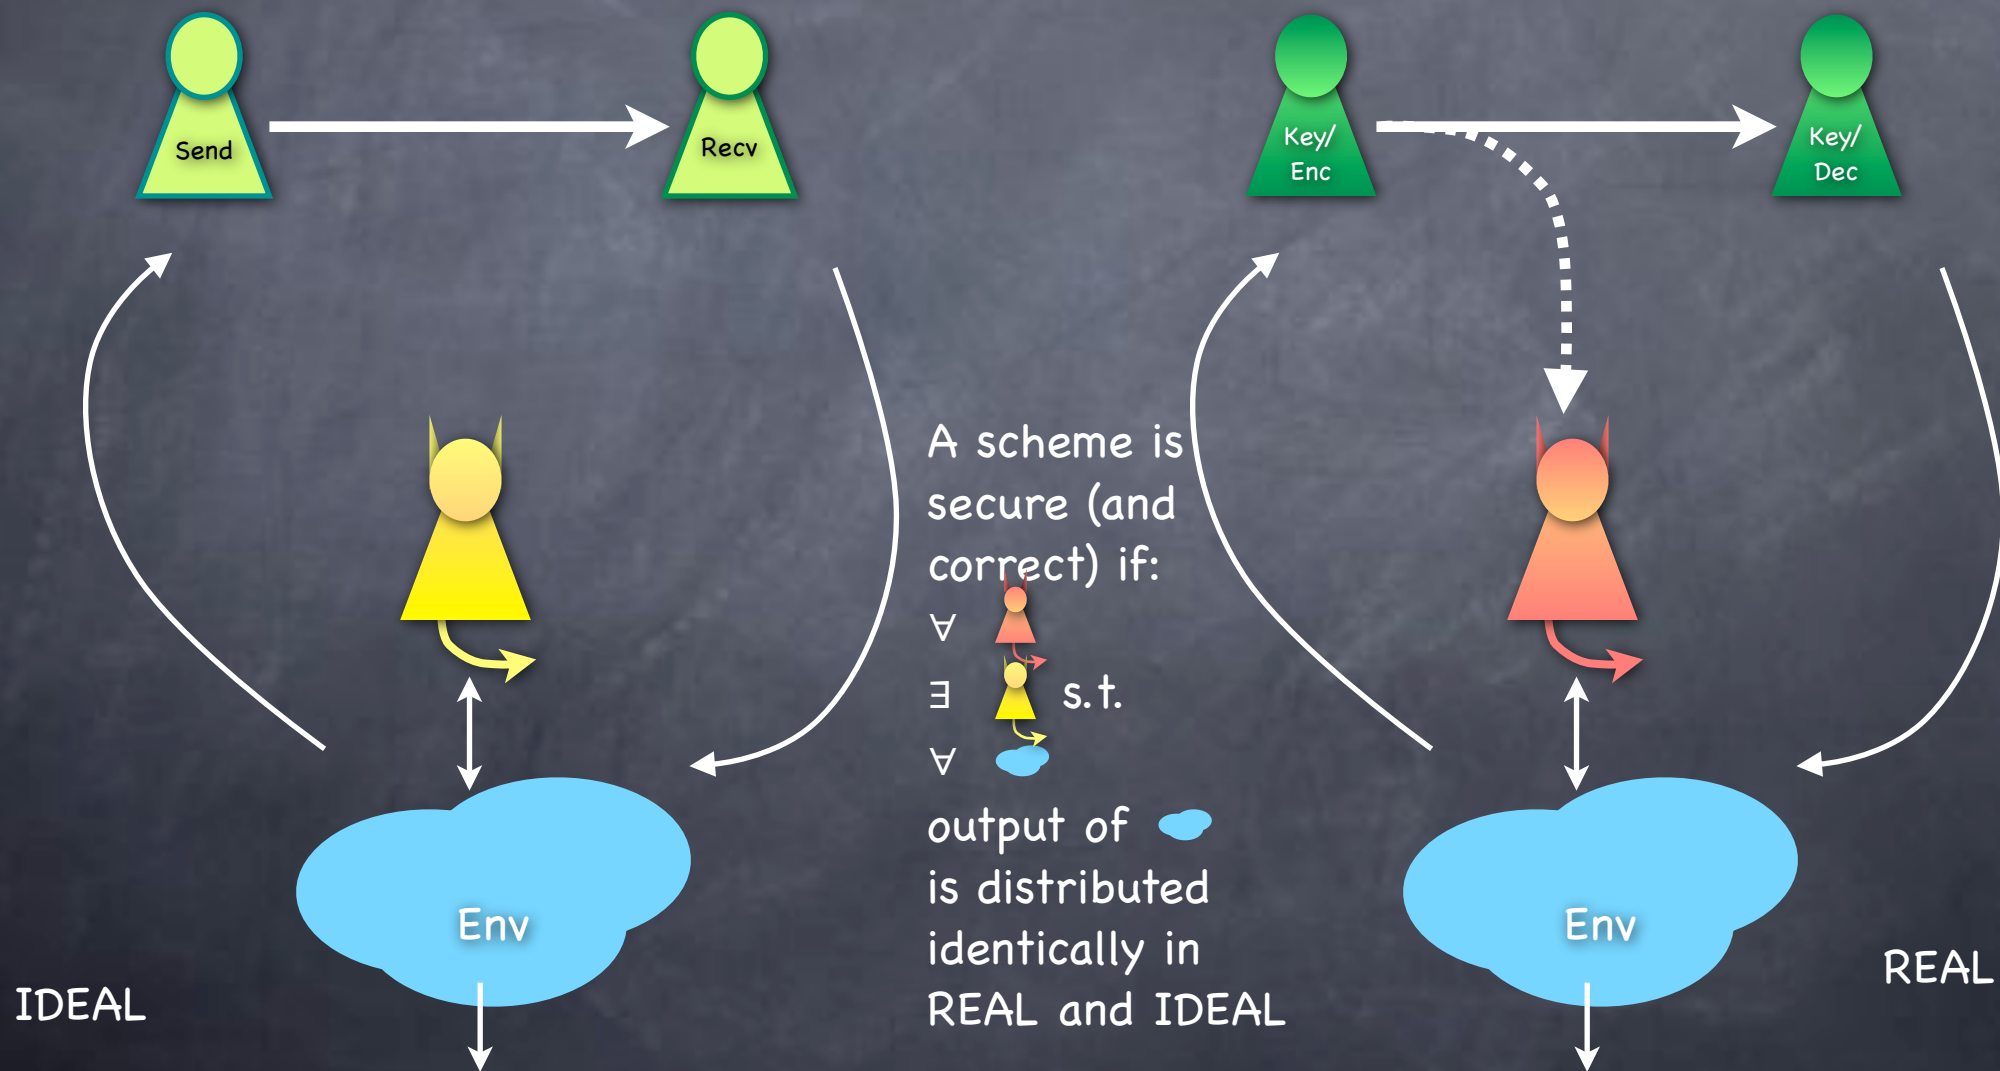 Send
Recv
Key/
Enc
Key/
Dec
A scheme is
secure (and
correct) if:
∀
∃ s.t.
∀
output of
is distributed
identically in
REAL and IDEAL
Env
Env
IDEAL
REAL